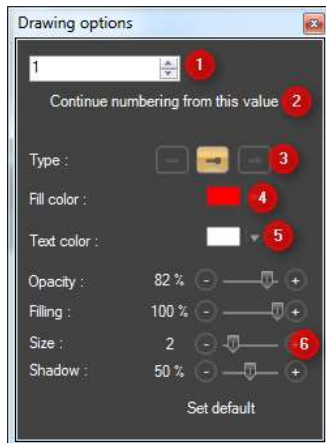 Drawing options
1 1
Continue numbering from this value 2
Type : 3
Fill color : 4
Text color : 5
Opacity : 82 % - +
Filling : 100 % - +
Size : 2 - 6
Shadow : 50 % - +
Set default